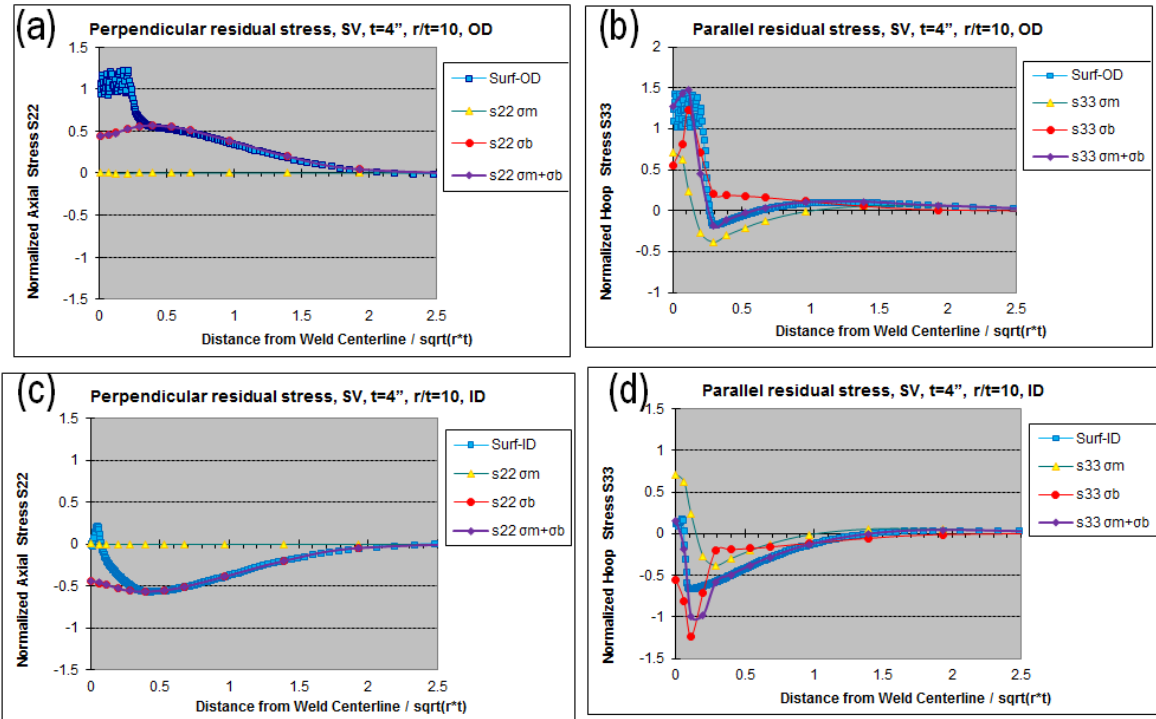 (a)
Perpendicular residual stress, SV, t=4”, r/t=10, OD
Normalized Axial Stress S22
1.5
1
0.5
0
-0.5
-1
-1.5
0 0.5 1 1.5 2 2.5
Distance from Weld Centerline / sqrt(r*t)
Surf-OD
s22 σm
s22 σb
s22 σm+σb
(b)
Parallel residual stress, SV, t=4”, r/t=10, OD
Normalized Hoop Stress S33
2
1.5
1
0.5
0
-0.5
-1
0 0.5 1 1.5 2 2.5
Distance from Weld Centerline / sqrt(r*t)
Surf-OD
s33 σm
s33 σb
s33 σm+σb
(c)
Perpendicular residual stress, SV, t=4”, r/t=10, ID
Normalized Axial Stress S22
1.5
1
0.5
0
-0.5
-1
-1.5
0 0.5 1 1.5 2 2.5
Distance from Weld Centerline / sqrt(r*t)
Surf-ID
s22 σm
s22 σb
s22 σm+σb
(d)
Parallel residual stress, SV, t=4”, r/t=10, ID
Normalized Hoop Stress S33
1.5
1
0.5
0
-0.5
-1
-1.5
0 0.5 1 1.5 2 2.5
Distance from Weld Centerline / sqrt(r*t)
Surf-ID
s33 σm
s33 σb
s33 σm+σb